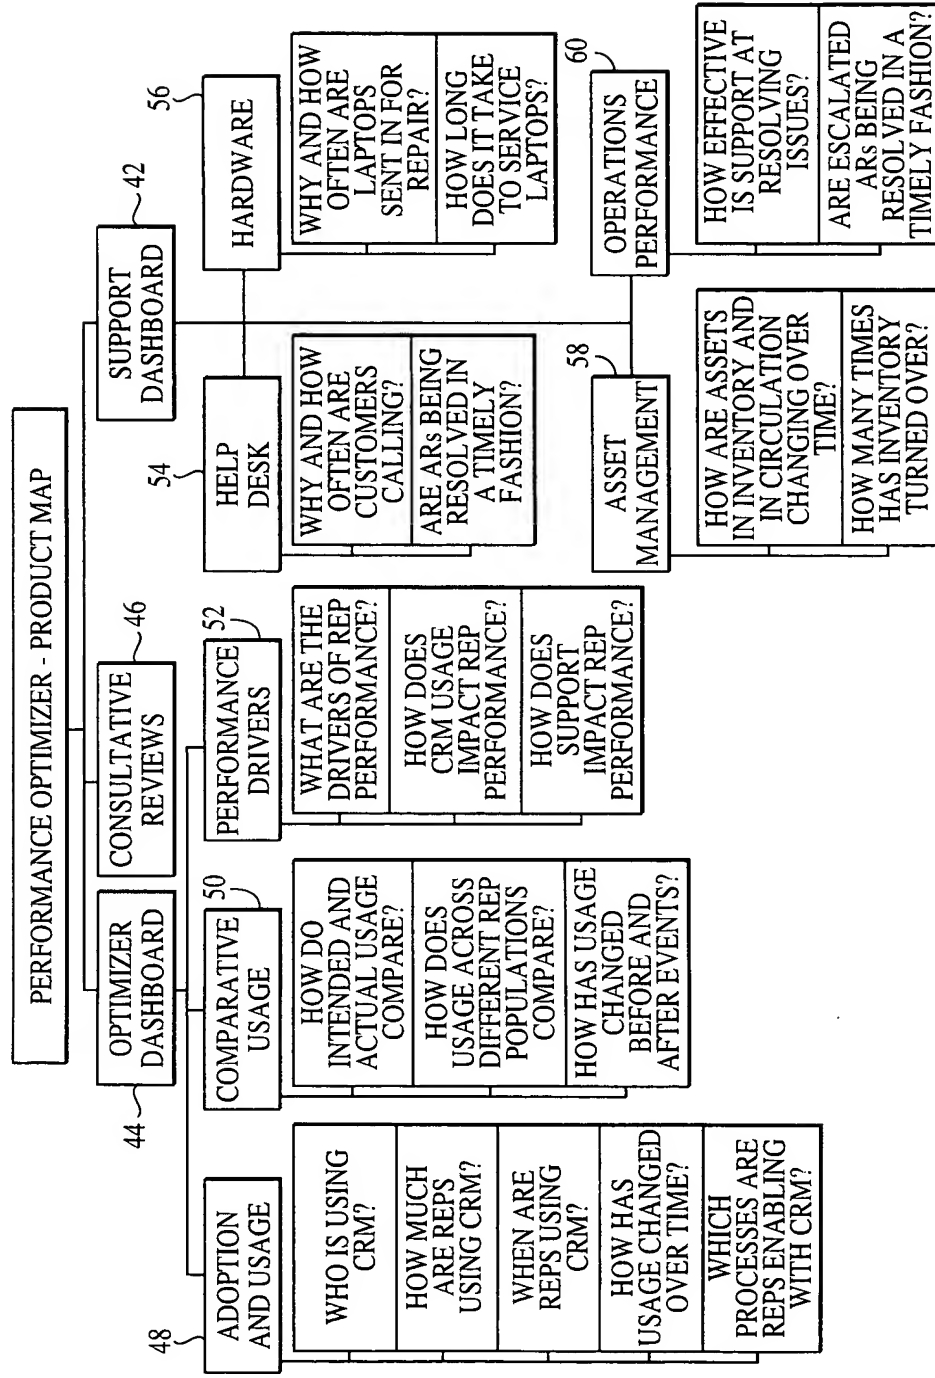 PERFORMANCE OPTIMIZER - PRODUCT MAP
44
OPTIMIZER
DASHBOARD
CONSULTATIVE
REVIEWS
46
SUPPORT
DASHBOARD
42
48
ADOPTION
AND USAGE
WHO IS USING
CRM?
HOW MUCH
ARE REPS
USING CRM?
WHEN ARE
REPS USING
CRM?
HOW HAS
USAGE CHANGED
OVER TIME?
WHICH
PROCESSES ARE
REPS ENABLING
WITH CRM?
50
COMPARATIVE
USAGE
HOW DO
INTENDED AND
ACTUAL USAGE
COMPARE?
HOW DOES
USAGE ACROSS
DIFFERENT REP
POPULATIONS
COMPARE?
HOW HAS USAGE
CHANGED
BEFORE AND
AFTER EVENTS?
52
PERFORMANCE
DRIVERS
WHAT ARE THE
DRIVERS OF REP
PERFORMANCE?
HOW DOES
CRM USAGE
IMPACT REP
PERFORMANCE?
HOW DOES
SUPPORT
IMPACT REP
PERFORMANCE?
54
HELP
DESK
WHY AND HOW
OFTEN ARE
CUSTOMERS
CALLING?
ARE ARs BEING
RESOLVED IN
A TIMELY
FASHION?
56
HARDWARE
WHY AND HOW
OFTEN ARE
LAPTOPS
SENT IN FOR
REPAIR?
HOW LONG
DOES IT TAKE
TO SERVICE
LAPTOPS?
58
ASSET
MANAGEMENT
HOW ARE ASSETS
IN INVENTORY AND
IN CIRCULATION
CHANGING OVER
TIME?
HOW MANY TIMES
HAS INVENTORY
TURNED OVER?
60
OPERATIONS
PERFORMANCE
HOW EFFECTIVE
IS SUPPORT AT
RESOLVING
ISSUES?
ARE ESCALATED
ARs BEING
RESOLVED IN A
TIMELY FASHION?